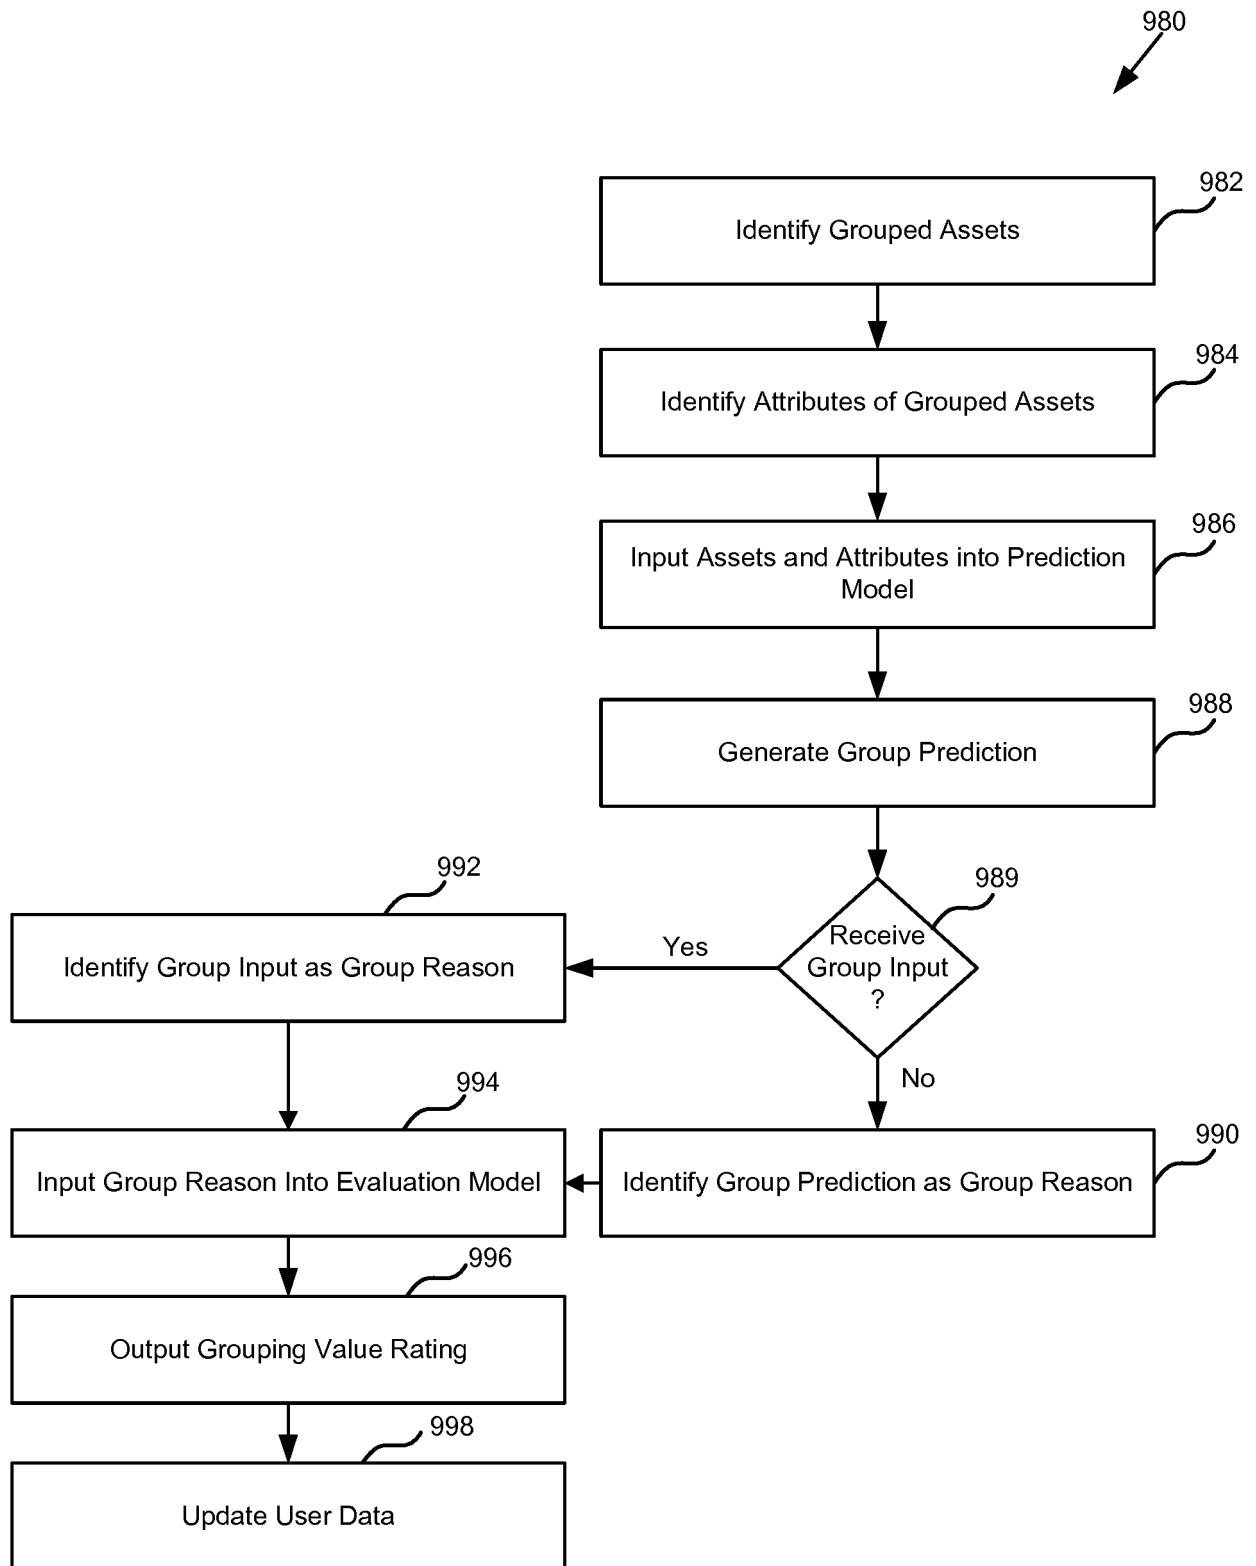 980
982
Identify Grouped Assets
984
Identify Attributes of Grouped Assets
986
Input Assets and Attributes into Prediction
Model
988
Generate Group Prediction
992
989
Identify Group Input as Group Reason
Yes
Receive
Group Input
?
No
994
990
Input Group Reason Into Evaluation Model
Identify Group Prediction as Group Reason
996
Output Grouping Value Rating
998
Update User Data